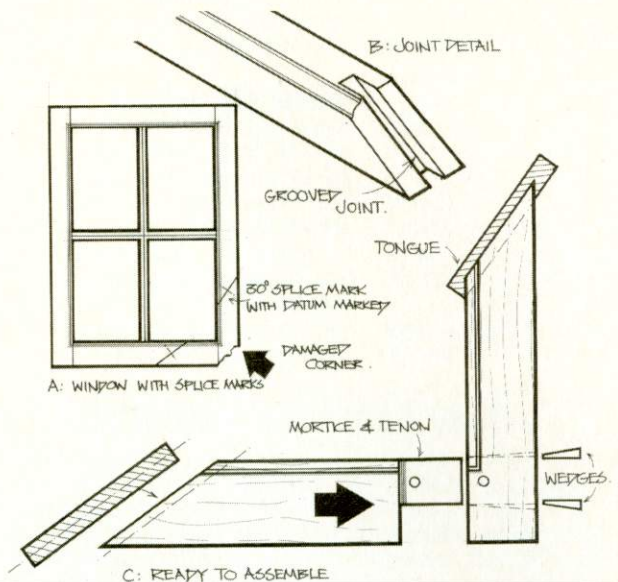 B: JOINT DETAIL
GROOVED
JOINT.
TONGUE
30° SPLICE MARK
WITH DATUM MARKED
DAMAGED
CORNER.
A: WINDOW WITH SPLICE MARKS
MORTICE & TENON
WEDGES.
C: READY TO ASSEMBLE